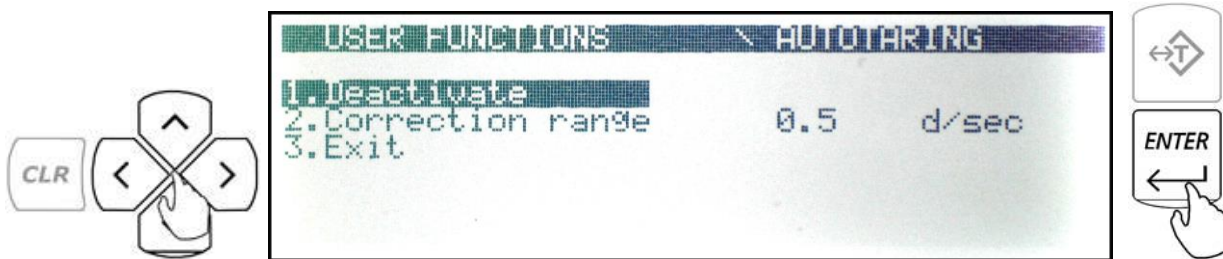 USER FUNCTIONS \ AUTOTARING
1.Deactivate
2.Correction range 0.5 d/sec
3.Exit
CLR
T
ENTER